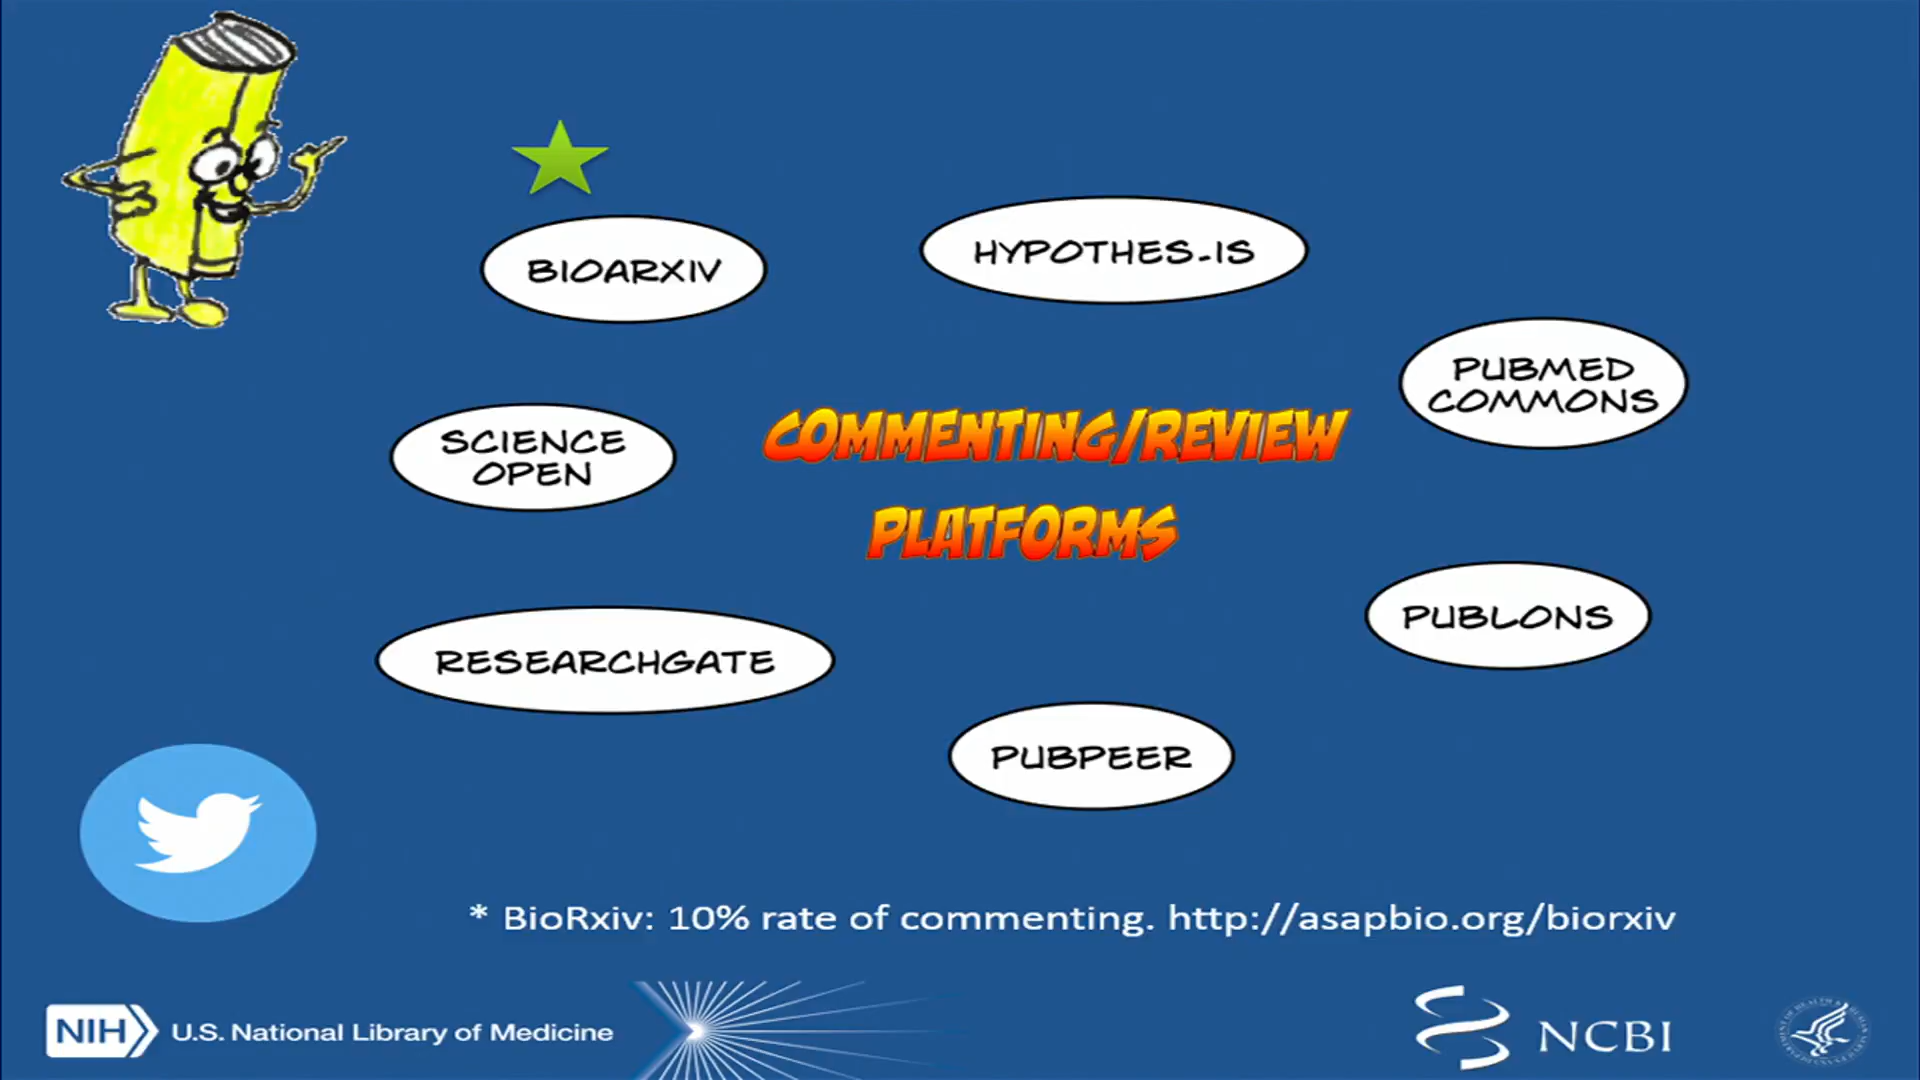 BIOARXIV
HYPOTHES.IS
PUBMED
COMMONS
SCIENCE
OPEN
COMMENTING/REVIEW
PLATFORMS
PUBLONS
RESEARCHGATE
PUBPEER
* BioRxiv: 10% rate of commenting. http://asapbio.org/biorxiv
NIH U.S. National Library of Medicine
NCBI